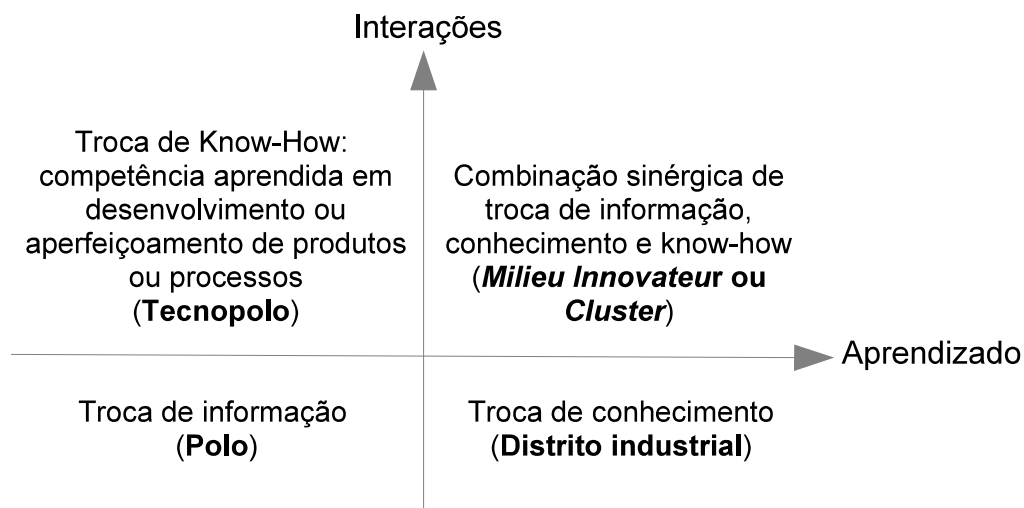 Interações
Troca de Know-How:
competência aprendida em
desenvolvimento ou
aperfeiçoamento de produtos
ou processos
(Tecnopolo)
Combinação sinérgica de
troca de informação,
conhecimento e know-how
(Milieu Innovateur ou
Cluster)
Aprendizado
Troca de informação
(Polo)
Troca de conhecimento
(Distrito industrial)